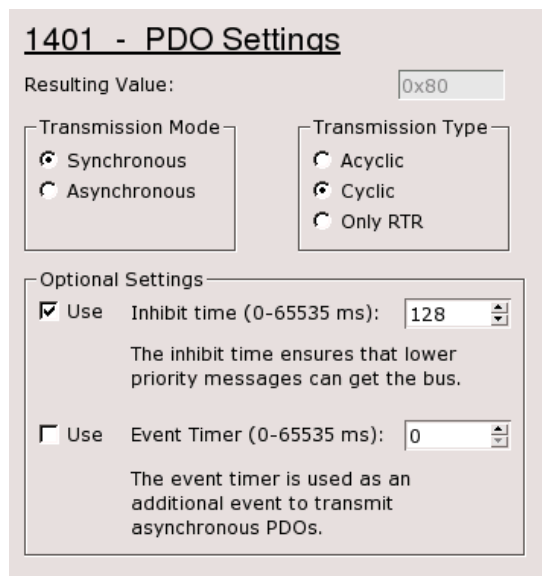 1401 - PDO Settings
Resulting Value: 0x80
Transmission Mode
Synchronous
Asynchronous
Transmission Type
Acyclic
Cyclic
Only RTR
Optional Settings
Use Inhibit time (0-65535 ms): 128
The inhibit time ensures that lower
priority messages can get the bus.
Use Event Timer (0-65535 ms): 0
The event timer is used as an
additional event to transmit
asynchronous PDOs.